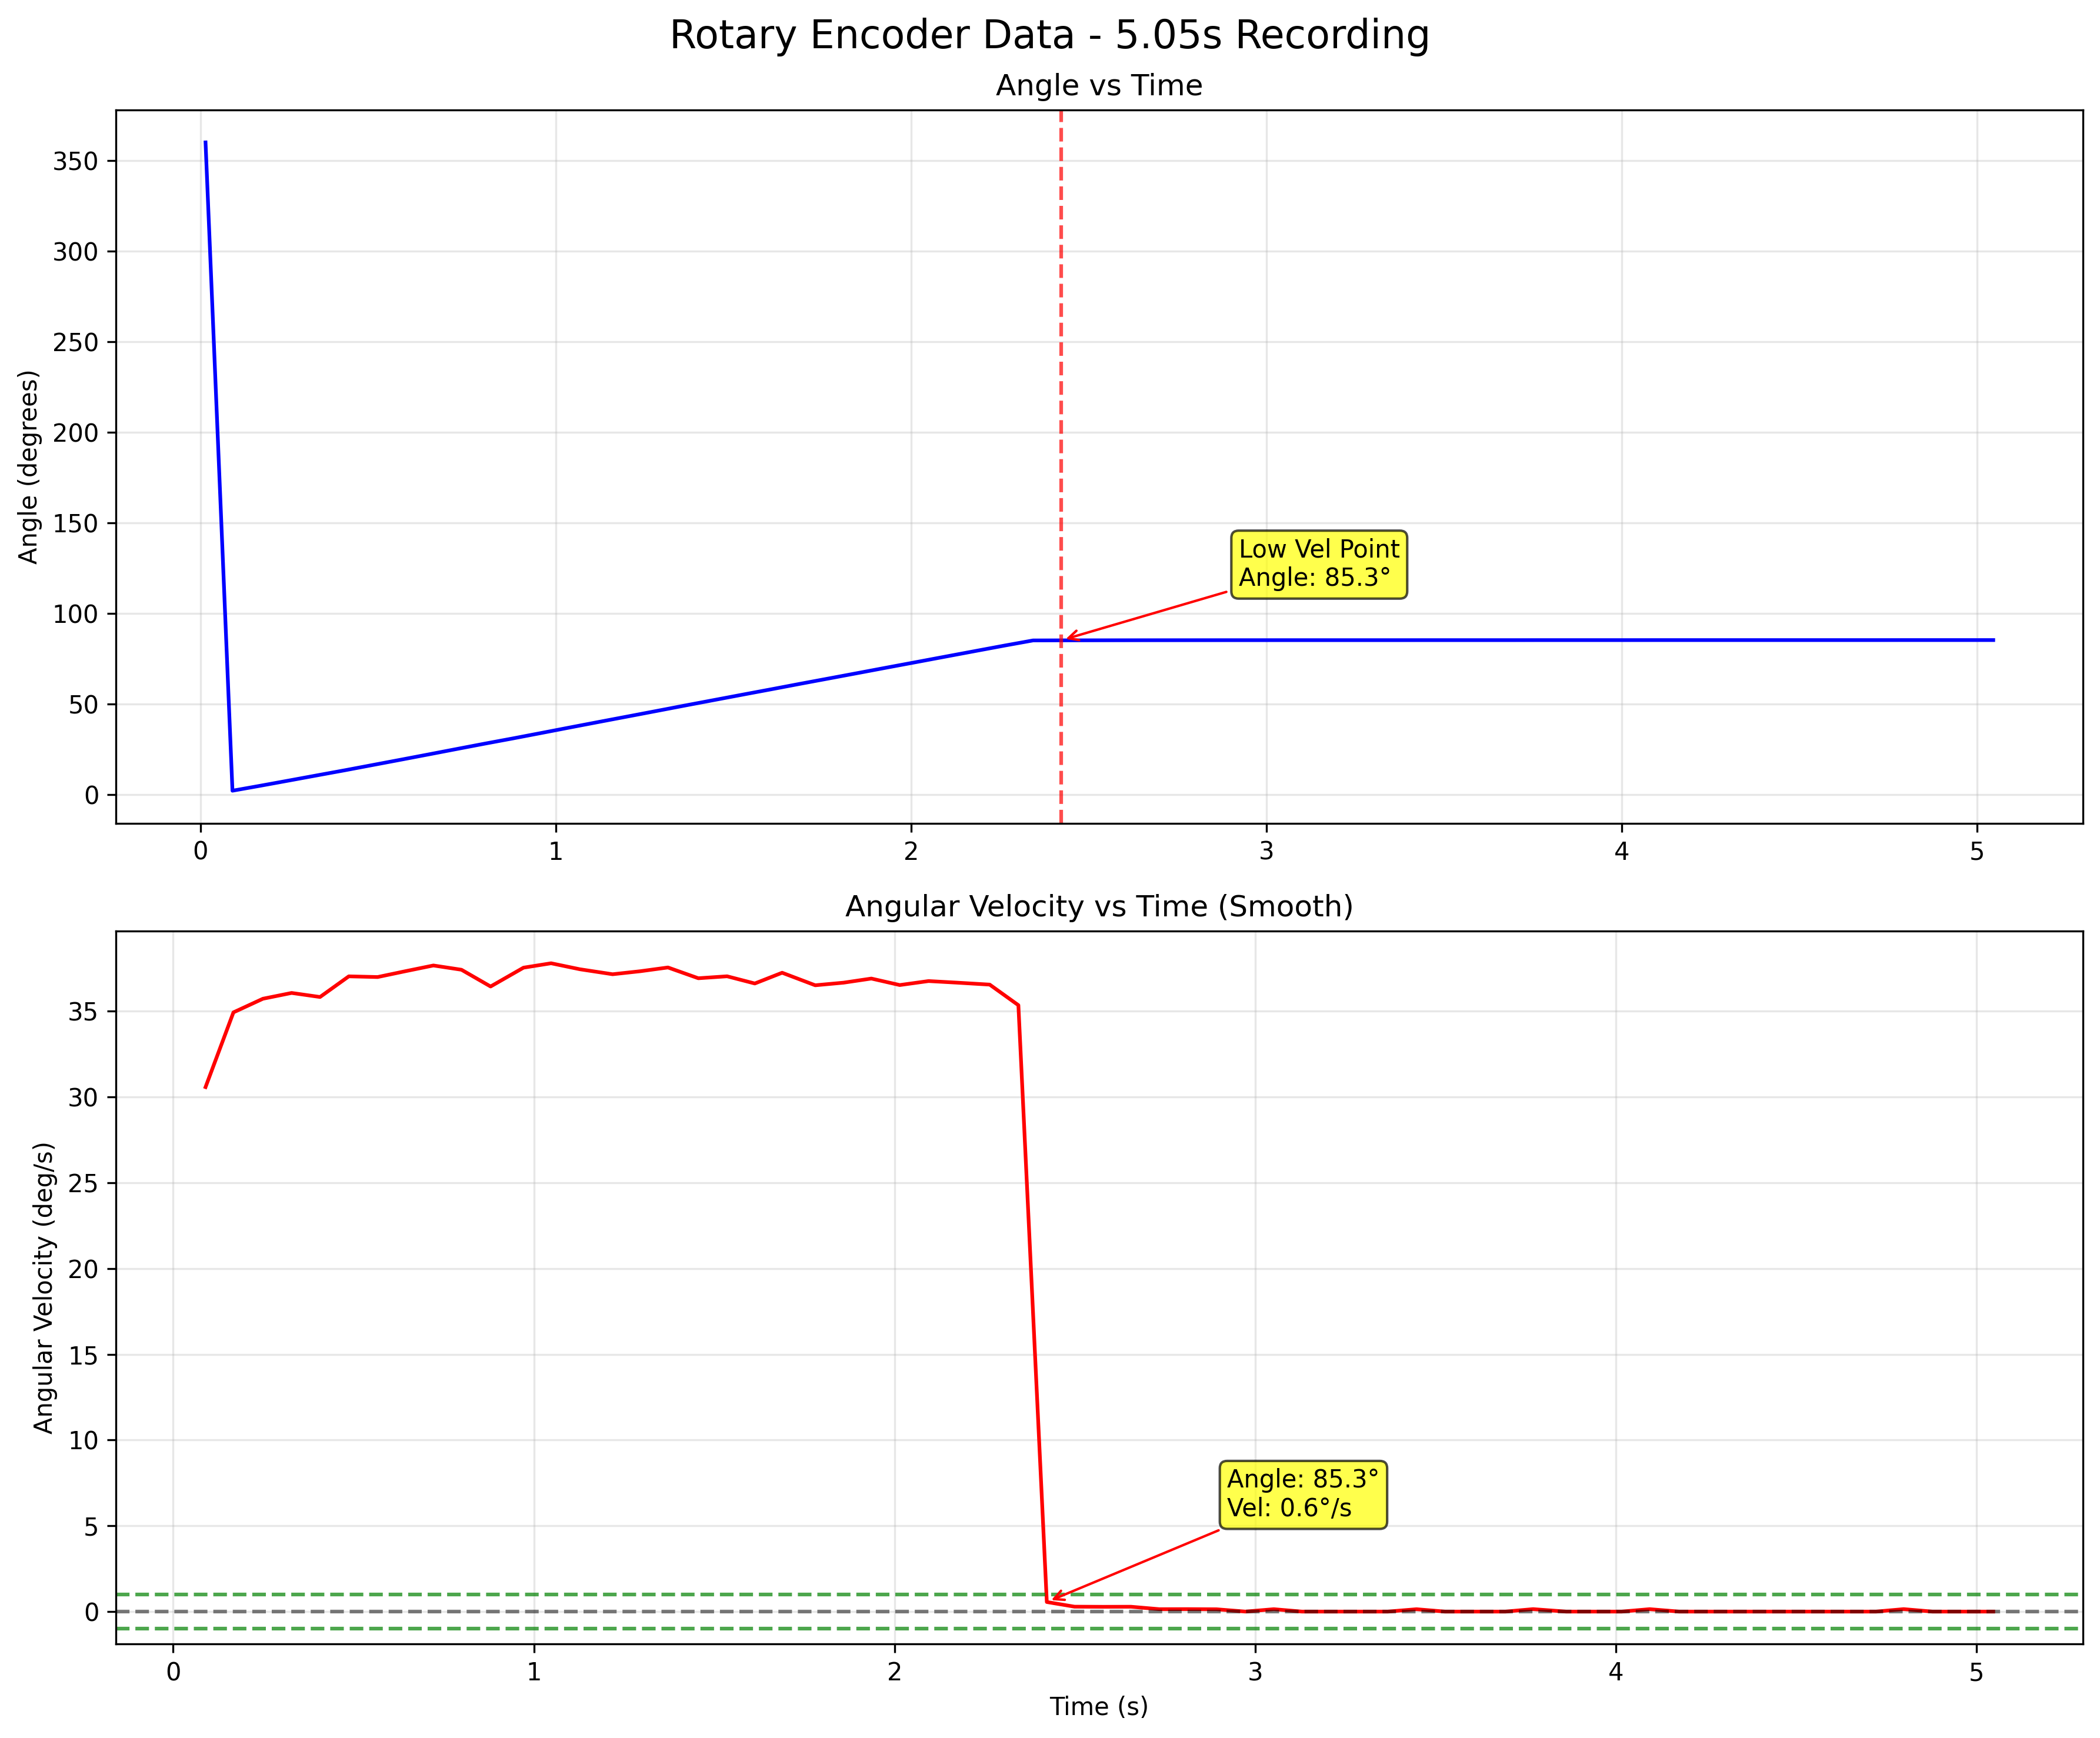 Rotary Encoder Data - 5.05s Recording
Angle vs Time
Angle (degrees)
350
300
250
200
150
100
50
0
Low Vel Point
Angle: 85.3°
0 1 2 3 4 5
Angular Velocity vs Time (Smooth)
Angular Velocity (deg/s)
35
30
25
20
15
10
5
0
Angle: 85.3°
Vel: 0.6°/s
0 1 2 3 4 5
Time (s)